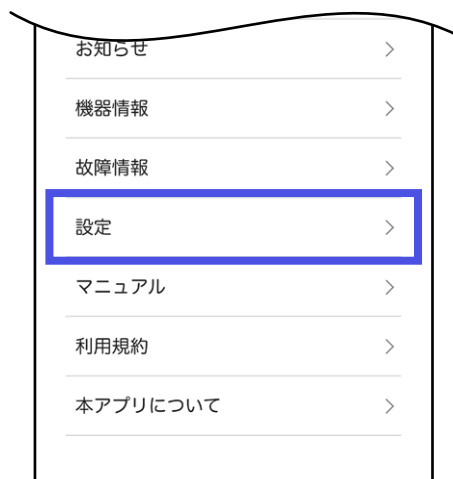 お知らせ
機器情報
故障情報
設定
マニュアル
利用規約
本アプリについて